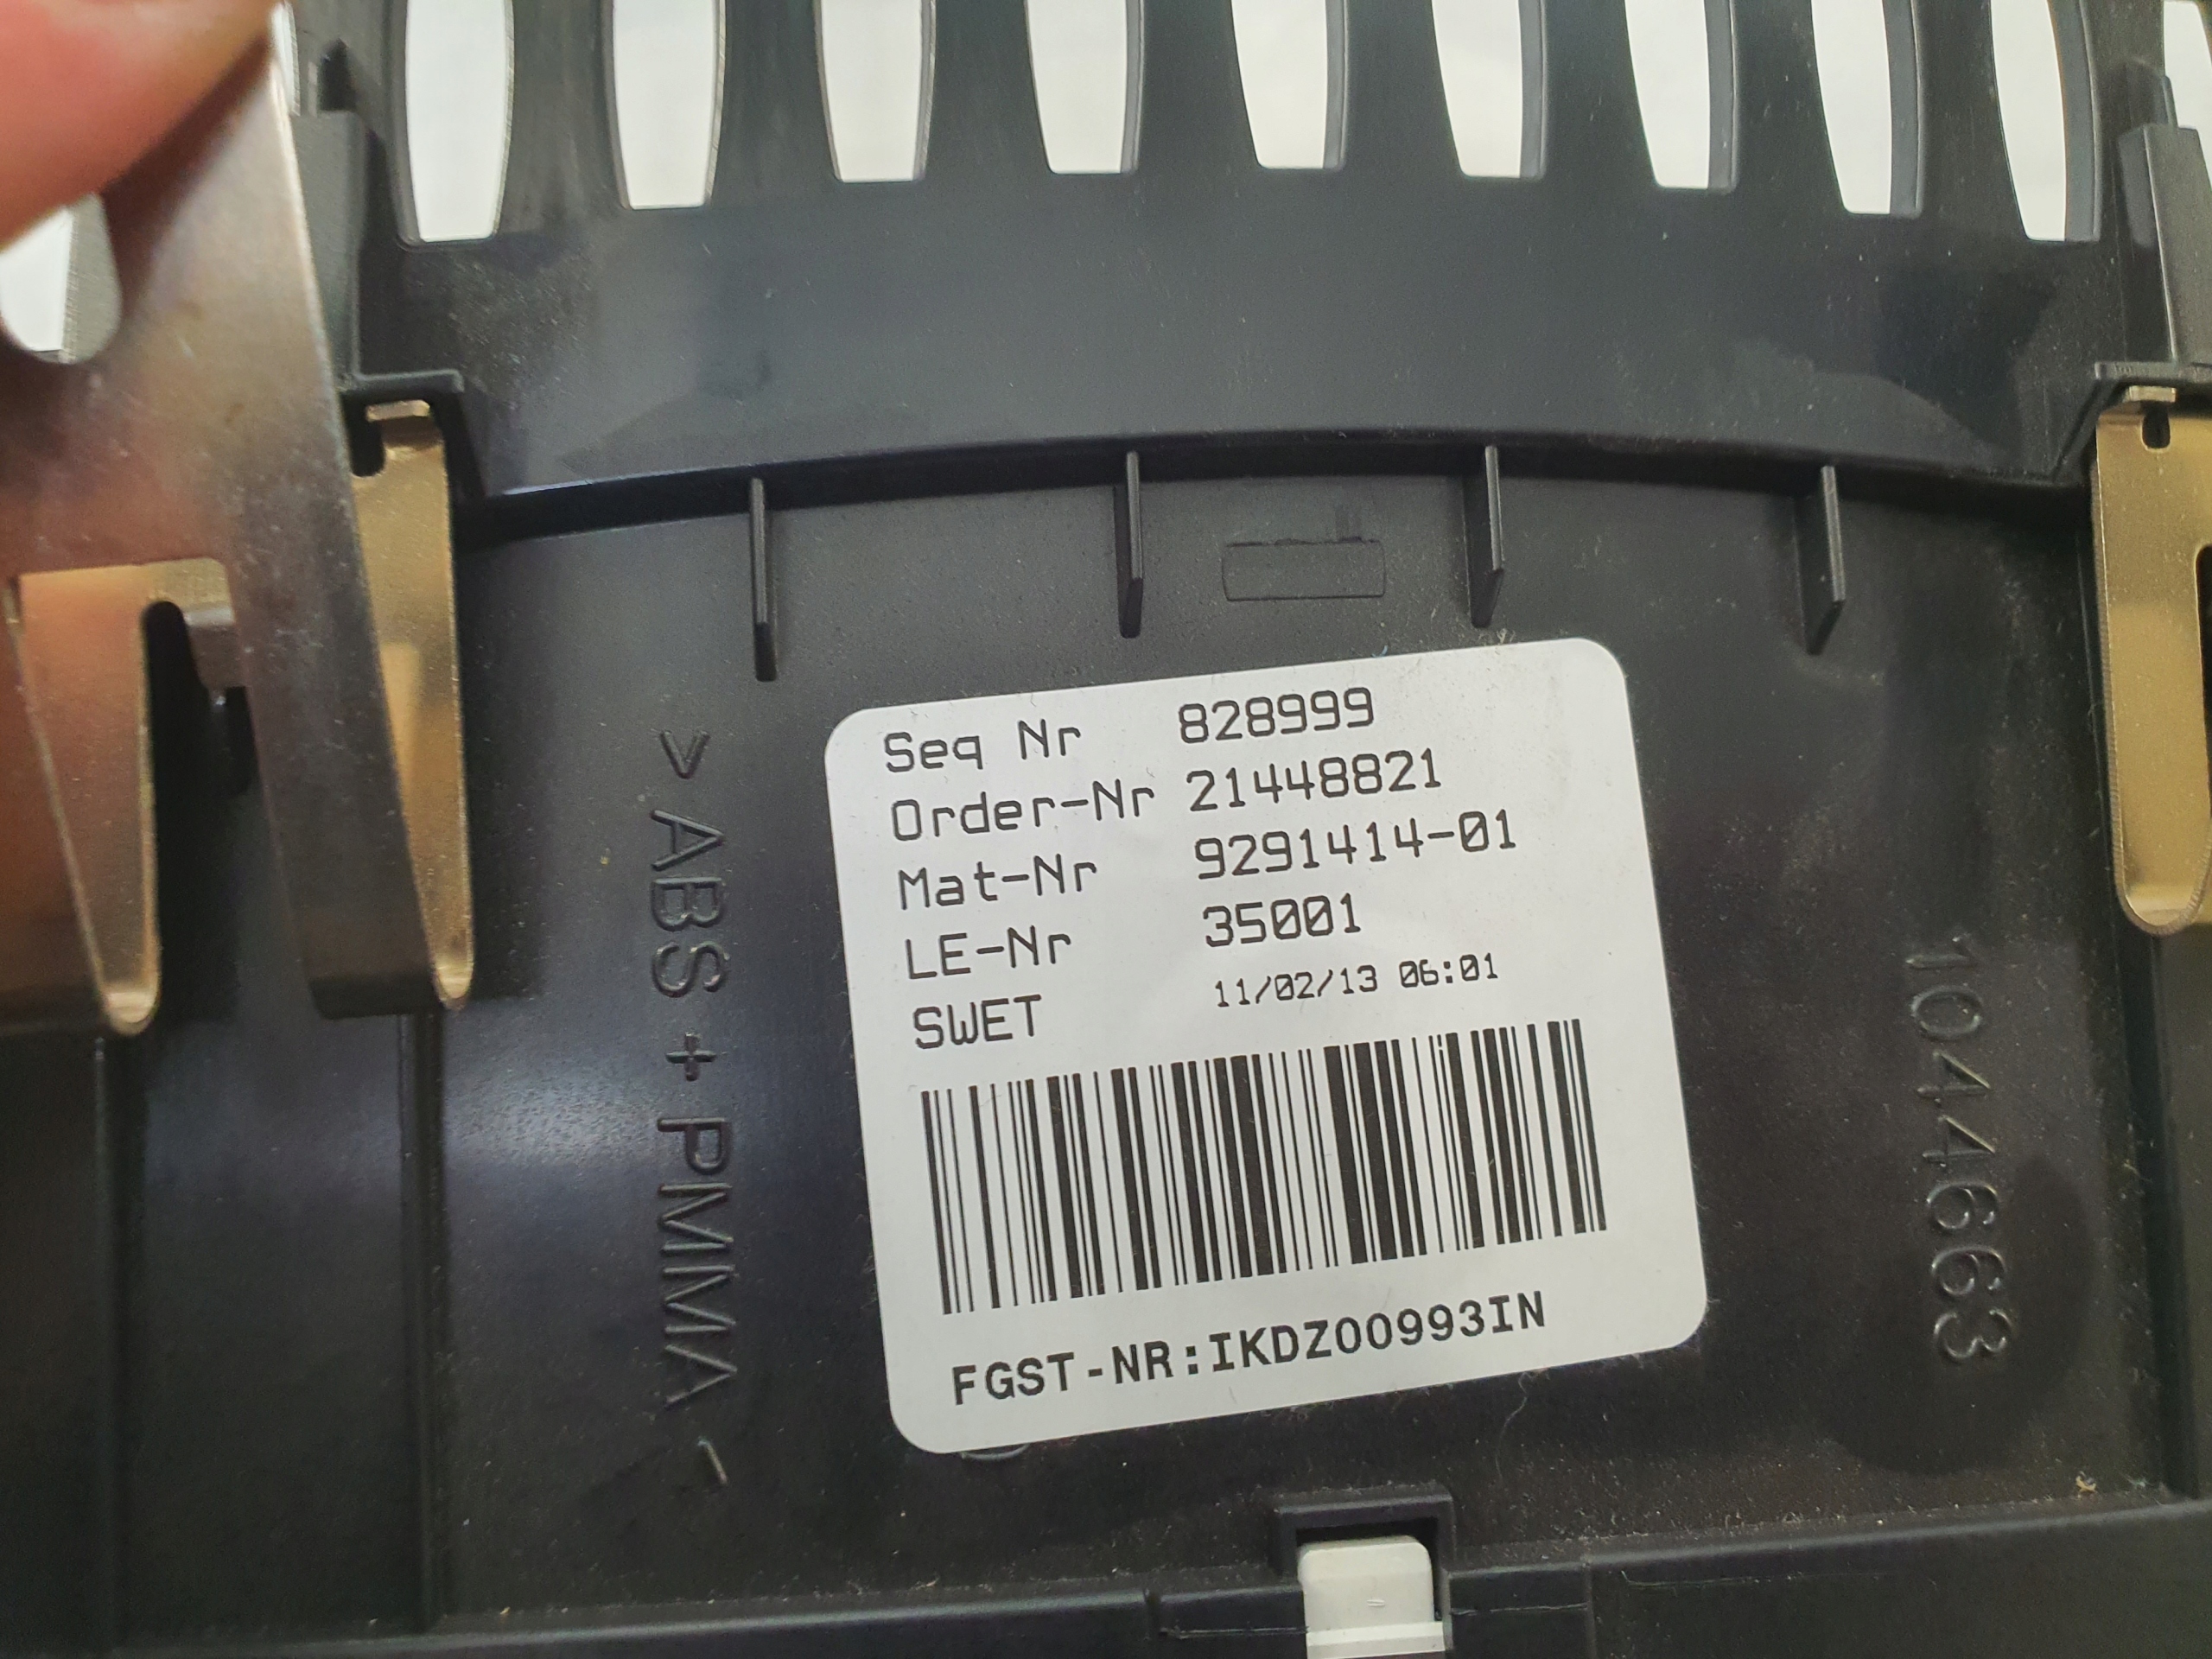 Seq Nr 828999
Order-Nr 21448821
Mat-Nr 9291414-01
LE-Nr 35001
SWET 11/02/13 06:01
FGST-NR:IKDZ00993IN
>ABS+PMMA<
1044663